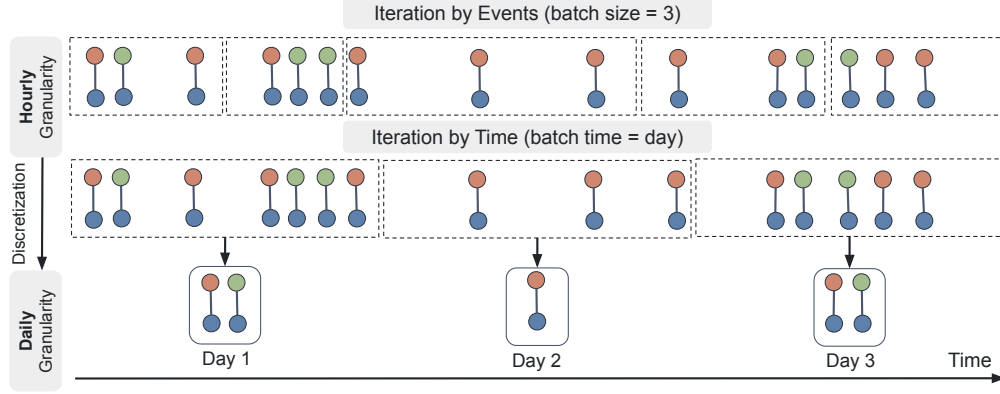 Iteration by Events (batch size = 3)
Hourly
Granularity
Iteration by Time (batch time = day)
Discretization
Daily
Granularity
Day 1
Day 2
Day 3
Time